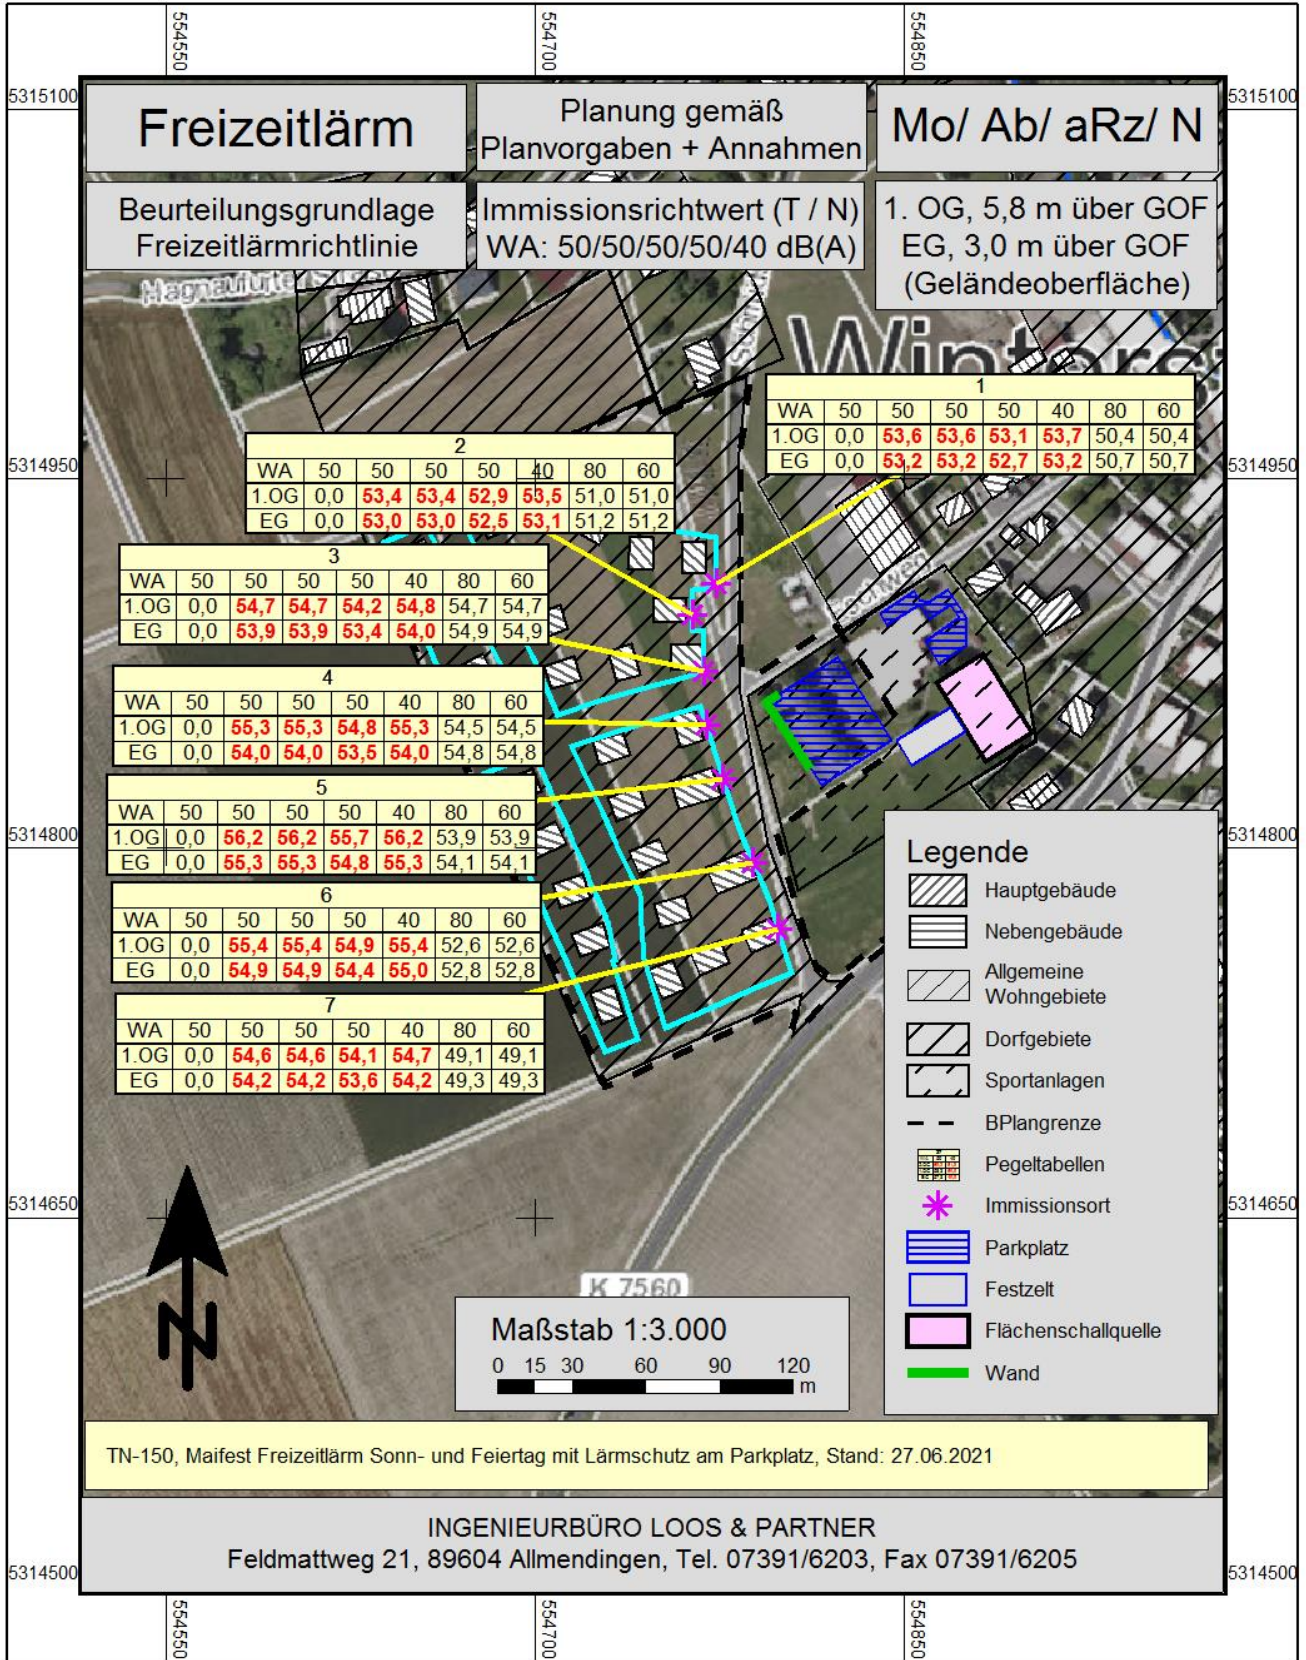 554550
554700
554850
5315100
5315100
Freizeitlärm
Planung gemäß
Planvorgaben + Annahmen
Mo/ Ab/ aRz/ N
Beurteilungsgrundlage
Freizeitlärmrichtlinie
Immissionsrichtwert (T / N)
WA: 50/50/50/50/40 dB(A)
1. OG, 5,8 m über GOF
EG, 3,0 m über GOF
(Geländeoberfläche)
1
WA 50 50 50 50 40 80 60
1.OG 0,0 53,6 53,6 53,1 53,7 50,4 50,4
EG 0,0 53,2 53,2 52,7 53,2 50,7 50,7
5314950
5314950
2
WA 50 50 50 50 40 80 60
1.OG 0,0 53,4 53,4 52,9 53,5 51,0 51,0
EG 0,0 53,0 53,0 52,5 53,1 51,2 51,2
3
WA 50 50 50 50 40 80 60
1.OG 0,0 54,7 54,7 54,2 54,8 54,7 54,7
EG 0,0 53,9 53,9 53,4 54,0 54,9 54,9
4
WA 50 50 50 50 40 80 60
1.OG 0,0 55,3 55,3 54,8 55,3 54,5 54,5
EG 0,0 54,0 54,0 53,5 54,0 54,8 54,8
5
WA 50 50 50 50 40 80 60
1.OG 0,0 56,2 56,2 55,7 56,2 53,9 53,9
EG 0,0 55,3 55,3 54,8 55,3 54,1 54,1
5314800
5314800
6
WA 50 50 50 50 40 80 60
1.OG 0,0 55,4 55,4 54,9 55,4 52,6 52,6
EG 0,0 54,9 54,9 54,4 55,0 52,8 52,8
7
WA 50 50 50 50 40 80 60
1.OG 0,0 54,6 54,6 54,1 54,7 49,1 49,1
EG 0,0 54,2 54,2 53,6 54,2 49,3 49,3
Legende
Hauptgebäude
Nebengebäude
Allgemeine
Wohngebiete
Dorfgebiete
Sportanlagen
BPlangrenze
Pegeltabellen
Immissionsort
Parkplatz
Festzelt
Flächenschallquelle
Wand
5314650
5314650
N
K 7560
Maßstab 1:3.000
0 15 30 60 90 120
m
TN-150, Maifest Freizeitlärm Sonn- und Feiertag mit Lärmschutz am Parkplatz, Stand: 27.06.2021
INGENIEURBÜRO LOOS & PARTNER
Feldmattweg 21, 89604 Allmendingen, Tel. 07391/6203, Fax 07391/6205
5314500
5314500
554550
554700
554850